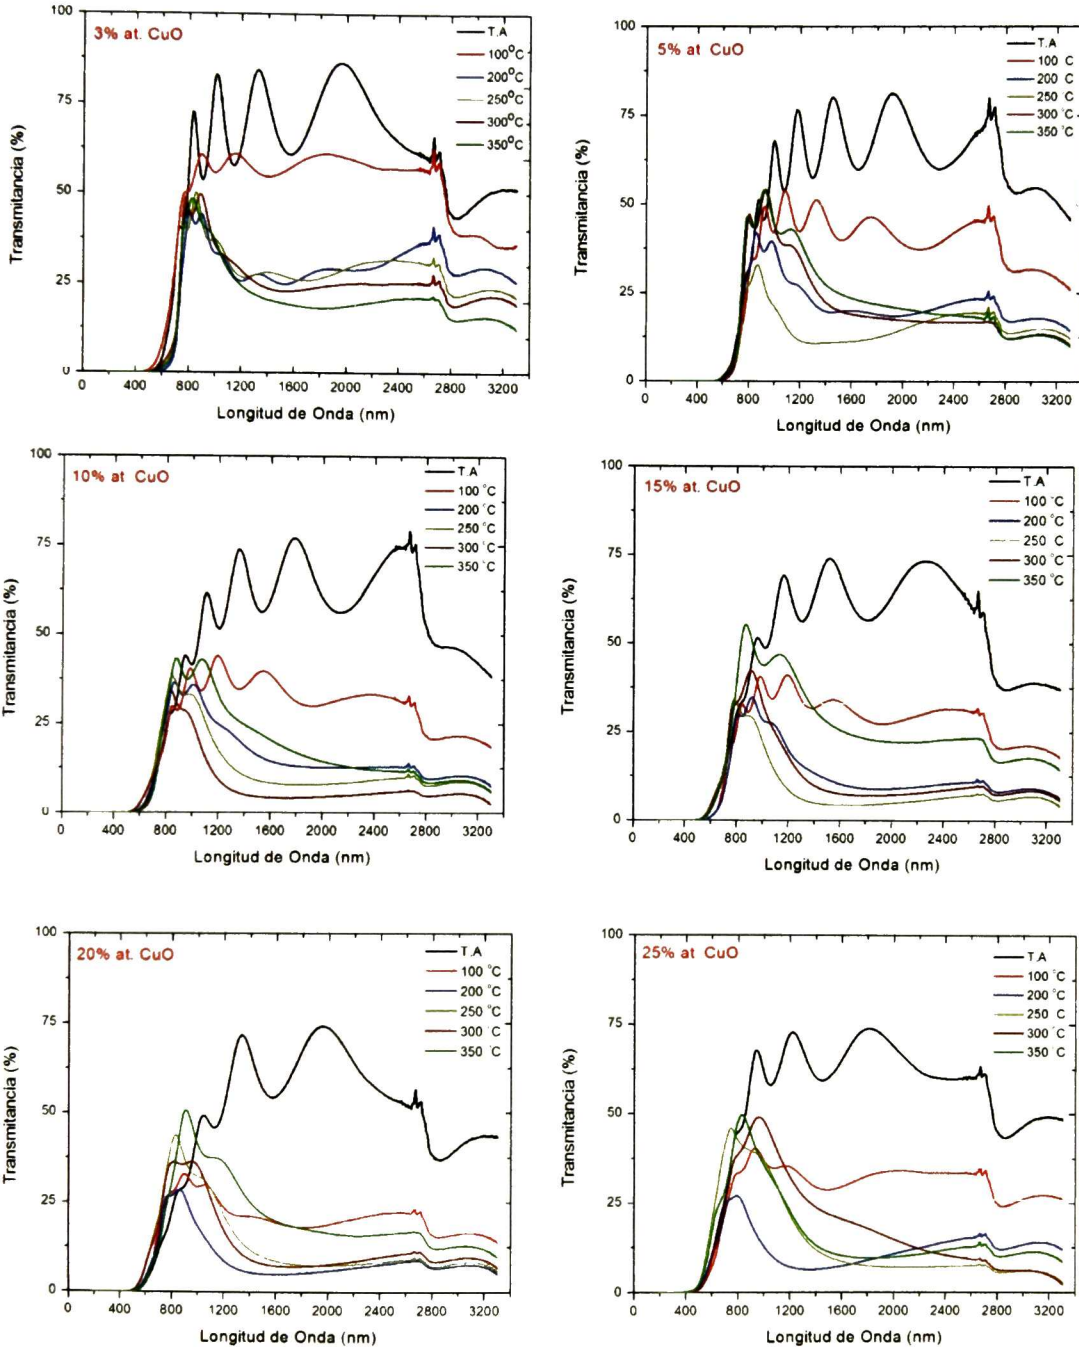 3% at. CuO
T.A
100°C
200°C
250°C
300°C
350°C
Transmitancia (%)
100
75
50
25
0
0 400 800 1200 1600 2000 2400 2800 3200
Longitud de Onda (nm)
5% at. CuO
T.A
100 C
200 C
250 C
300 °C
350 °C
Transmitancia (%)
100
75
50
25
0
0 400 800 1200 1600 2000 2400 2800 3200
Longitud de Onda (nm)
10% at CuO
T.A
100 °C
200 °C
250 °C
300 °C
350 °C
Transmitancia (%)
100
75
50
25
0
0 400 800 1200 1600 2000 2400 2800 3200
Longitud de Onda (nm)
15% at. CuO
T.A
100 °C
200 °C
250 C
300 °C
350 °C
Transmitancia (%)
100
75
50
25
0
0 400 800 1200 1600 2000 2400 2800 3200
Longitud de Onda (nm)
20% at. CuO
T.A
100 °C
200 °C
250 °C
300 °C
350 °C
Transmitancia (%)
100
75
50
25
0
0 400 800 1200 1600 2000 2400 2800 3200
Longitud de Onda (nm)
25% at CuO
T.A
100 °C
200 °C
250 °C
300 °C
350 °C
Transmitancia (%)
100
75
50
25
0
0 400 800 1200 1600 2000 2400 2800 3200
Longitud de Onda (nm)